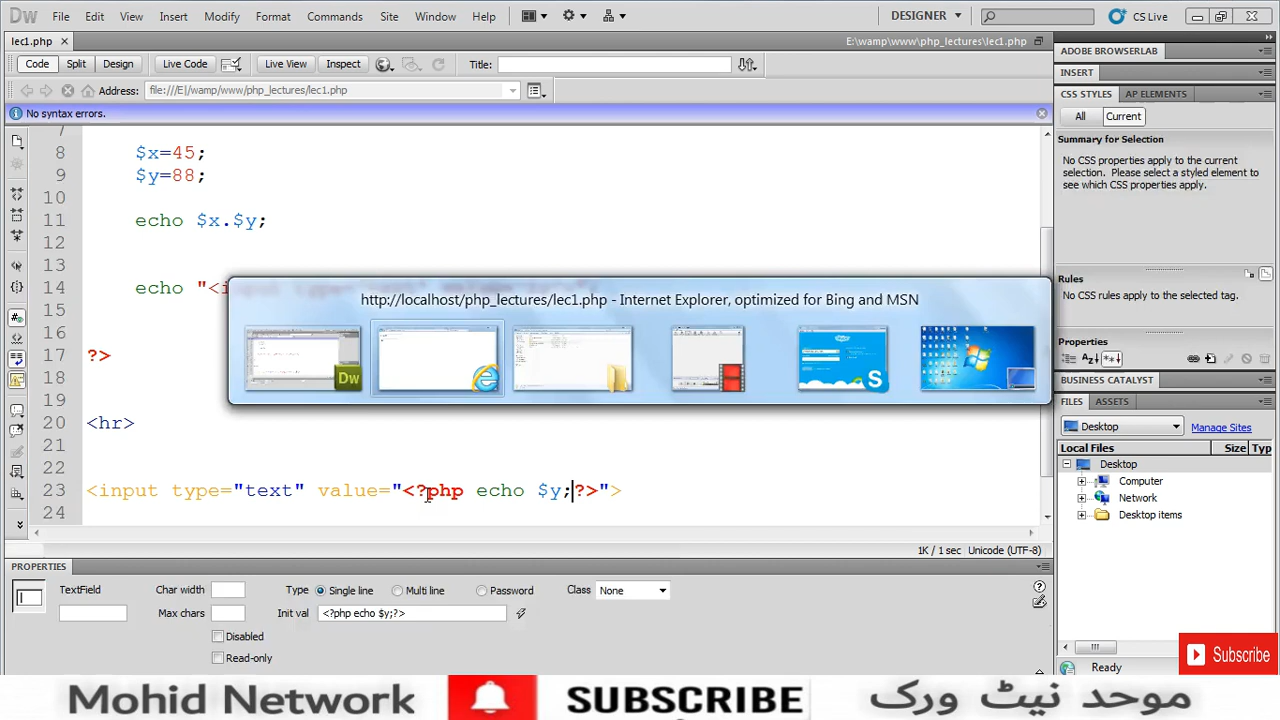 Dw File Edit View Insert Modify Format Commands Site Window Help DESIGNER CS Live
lec1.php E:\wamp\www\php_lectures\lec1.php
Code Split Design Live Code Live View Inspect Title:
Address: file:///E|/wamp/www/php_lectures/lec1.php
No syntax errors.
7
8 $x=45;
9 $y=88;
10
11 echo $x.$y;
12
13
14 echo "<
15
16
17 ?>
18
19
20 <hr>
21
22
23 <input type="text" value="<?php echo $y;?>">
24
http://localhost/php_lectures/lec1.php - Internet Explorer, optimized for Bing and MSN
Dw
S
1K / 1 sec Unicode (UTF-8)
PROPERTIES
TextField Char width Type Single line Multi line Password Class None
Max chars Init val <?php echo $y;?>
Disabled
Read-only
ADOBE BROWSERLAB
INSERT
CSS STYLES AP ELEMENTS
All Current
Summary for Selection
No CSS properties apply to the current
selection. Please select a styled element to
see which CSS properties apply.
Rules
No CSS rules apply to the selected tag.
Properties
BUSINESS CATALYST
FILES ASSETS
Desktop Manage Sites
Local Files Size Typ
Desktop
Computer
Network
Desktop items
Ready
Subscribe
Mohid Network SUBSCRIBE موحد نیٹ ورک